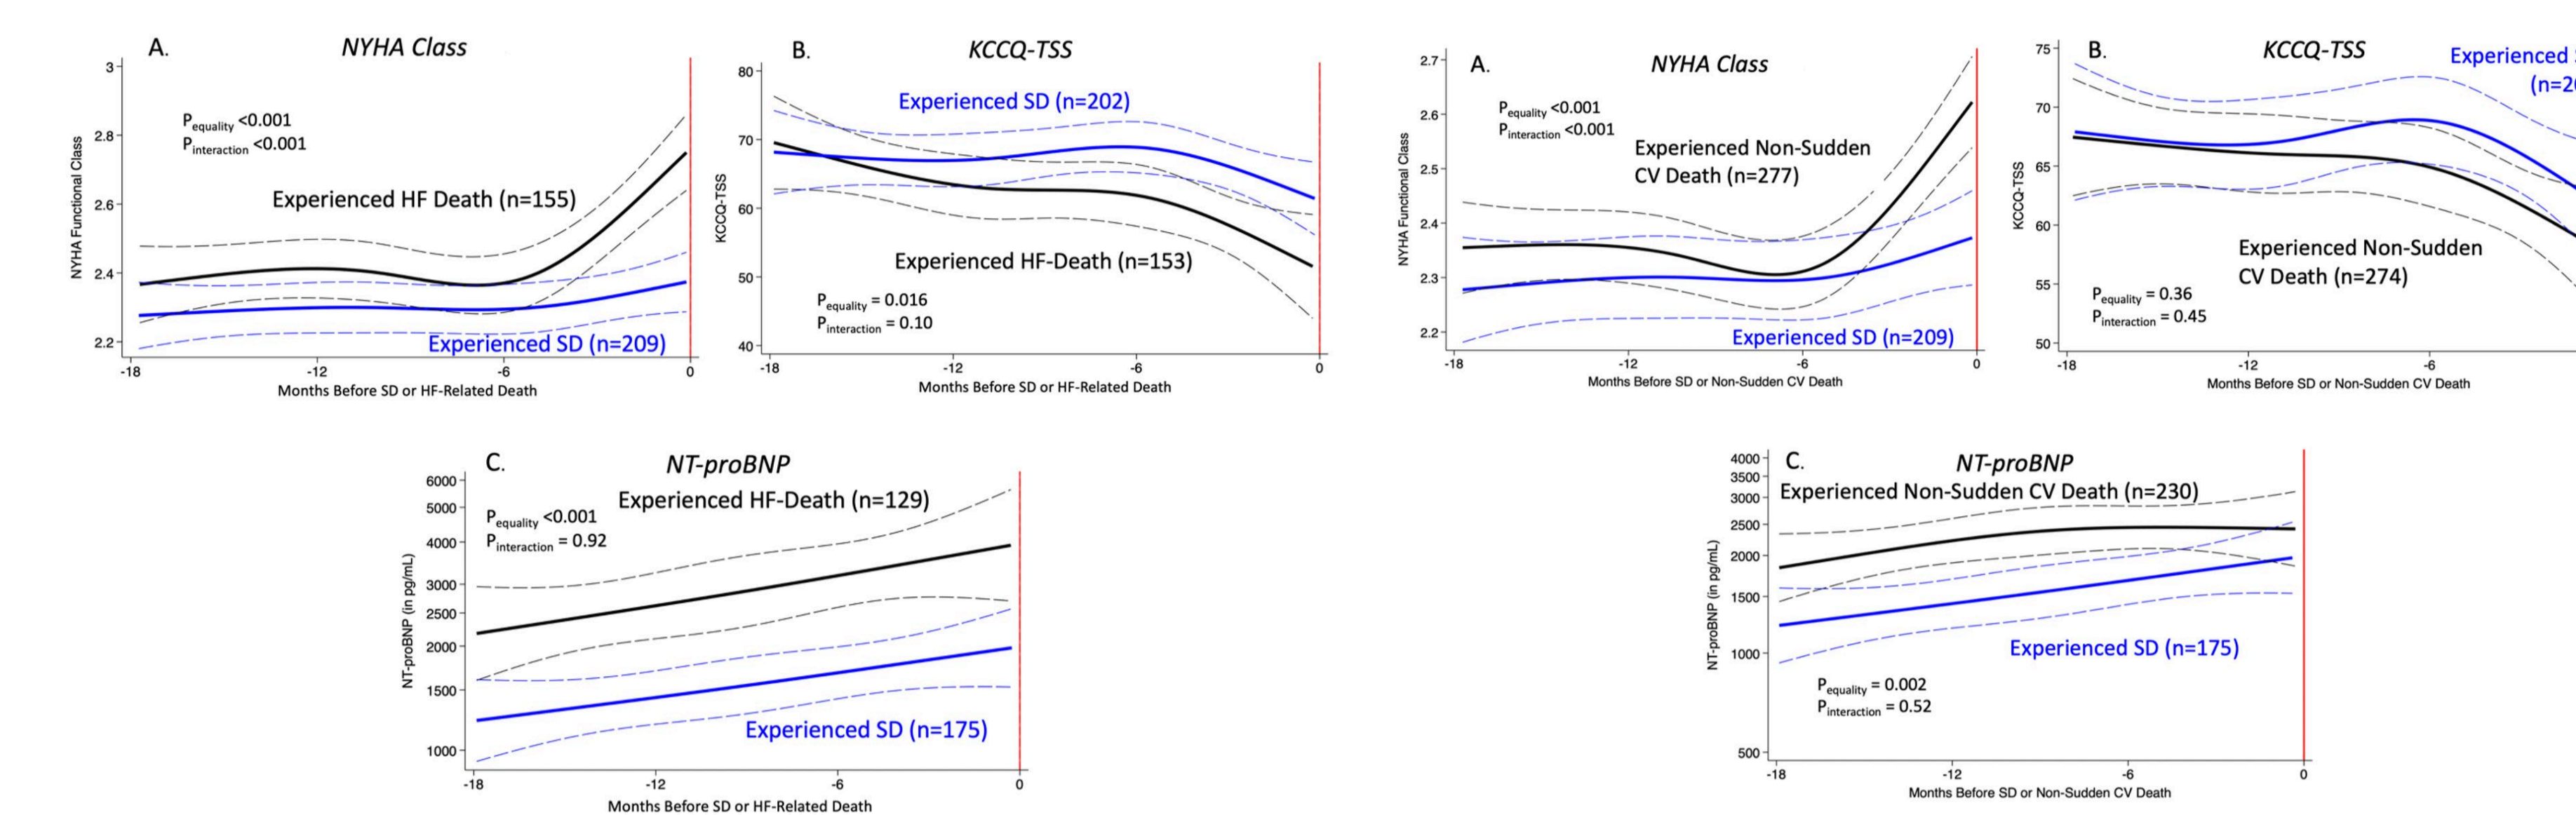 A. NYHA Class
3
2.8
2.6
2.4
2.2
NYHA Functional Class
Pequality <0.001
Pinteraction <0.001
Experienced HF Death (n=155)
Experienced SD (n=209)
-18 -12 -6 0
Months Before SD or HF-Related Death
B. KCCQ-TSS
80
70
60
50
40
KCCQ-TSS
Experienced SD (n=202)
Experienced HF-Death (n=153)
Pequality = 0.016
Pinteraction = 0.10
-18 -12 -6 0
Months Before SD or HF-Related Death
C. NT-proBNP
6000
5000
4000
3000
2500
2000
1500
1000
NT-proBNP (in pg/mL)
Experienced HF-Death (n=129)
Pequality <0.001
Pinteraction = 0.92
Experienced SD (n=175)
-18 -12 -6 0
Months Before SD or HF-Related Death
A. NYHA Class
2.7
2.6
2.5
2.4
2.3
2.2
NYHA Functional Class
Pequality <0.001
Pinteraction <0.001
Experienced Non-Sudden
CV Death (n=277)
Experienced SD (n=209)
-18 -12 -6 0
Months Before SD or Non-Sudden CV Death
B. KCCQ-TSS
75
70
65
60
55
50
KCCQ-TSS
Experienced
Experienced Non-Sudden
CV Death (n=274)
Pequality = 0.36
Pinteraction = 0.45
-18 -12 -6
Months Before SD or Non-Sudden CV Death
C. NT-proBNP
4000
3500
3000
2500
2000
1500
1000
500
NT-proBNP (in pg/mL)
Experienced Non-Sudden CV Death (n=230)
Experienced SD (n=175)
Pequality = 0.002
Pinteraction = 0.52
-18 -12 -6 0
Months Before SD or Non-Sudden CV Death